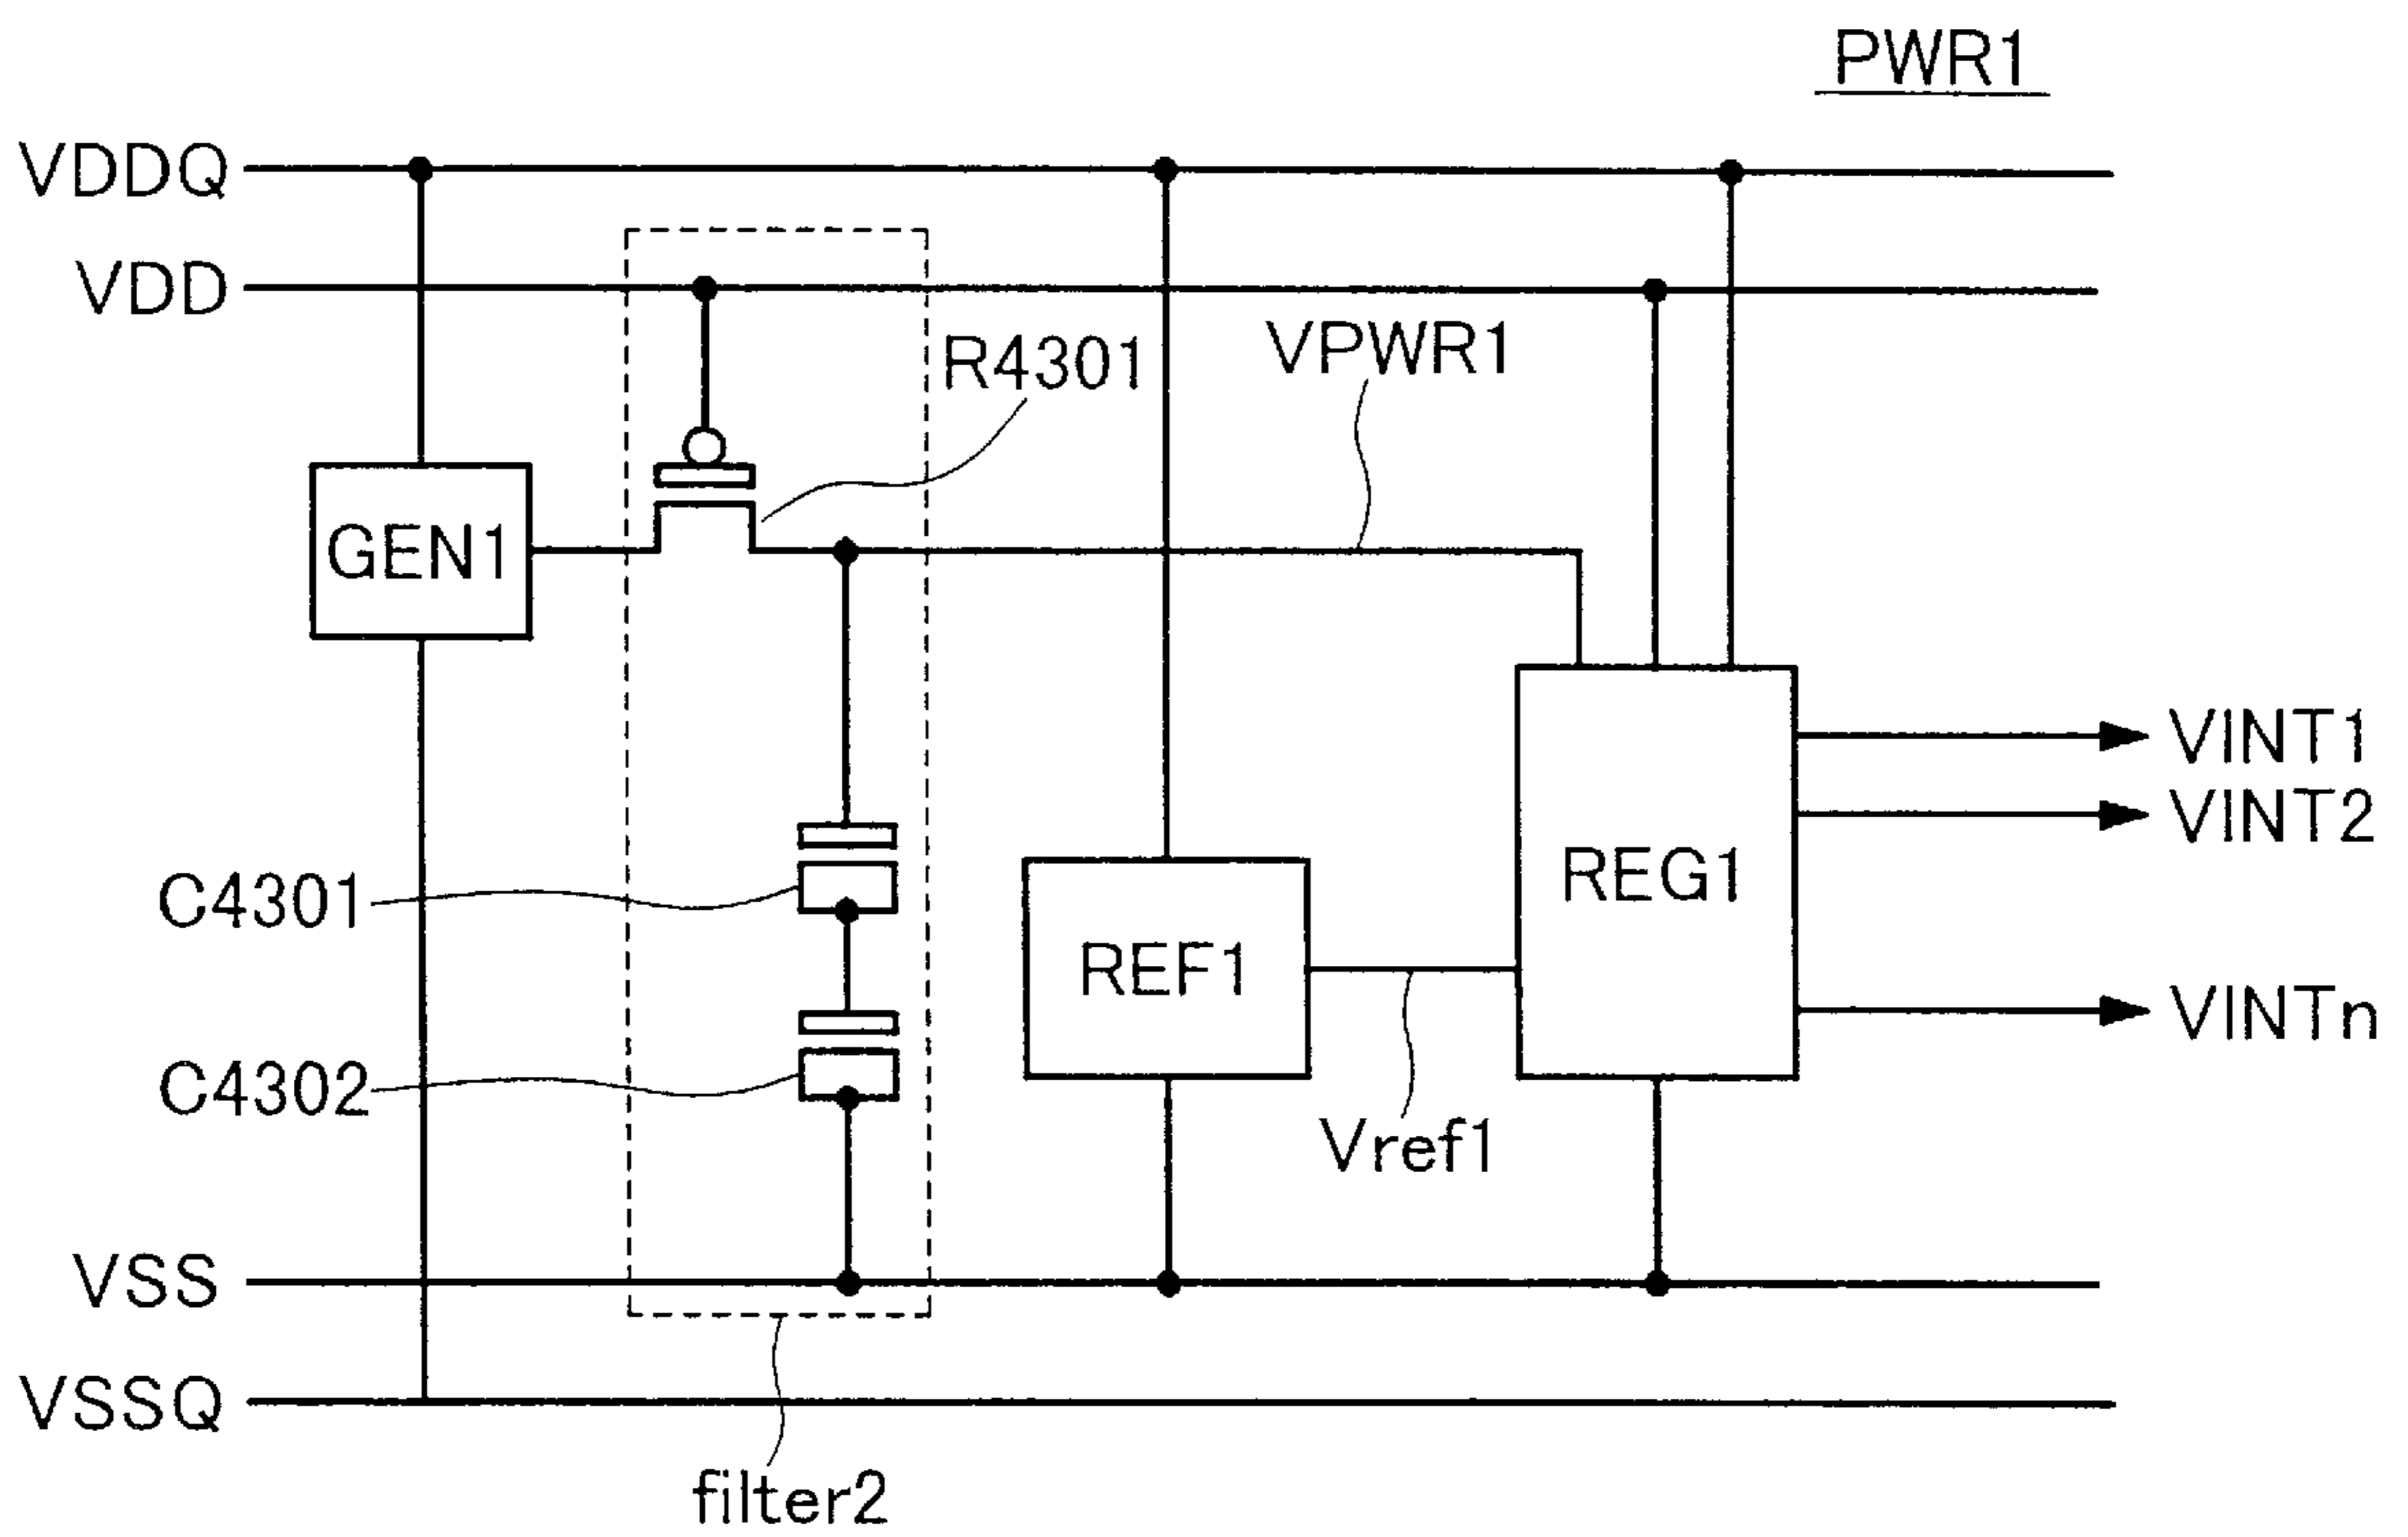 PWR1
VDDQ
VDD
R4301
VPWR1
GEN1
VINT1
VINT2
REG1
C4301
REF1
VINTn
C4302
Vref1
VSS
VSSQ
filter2